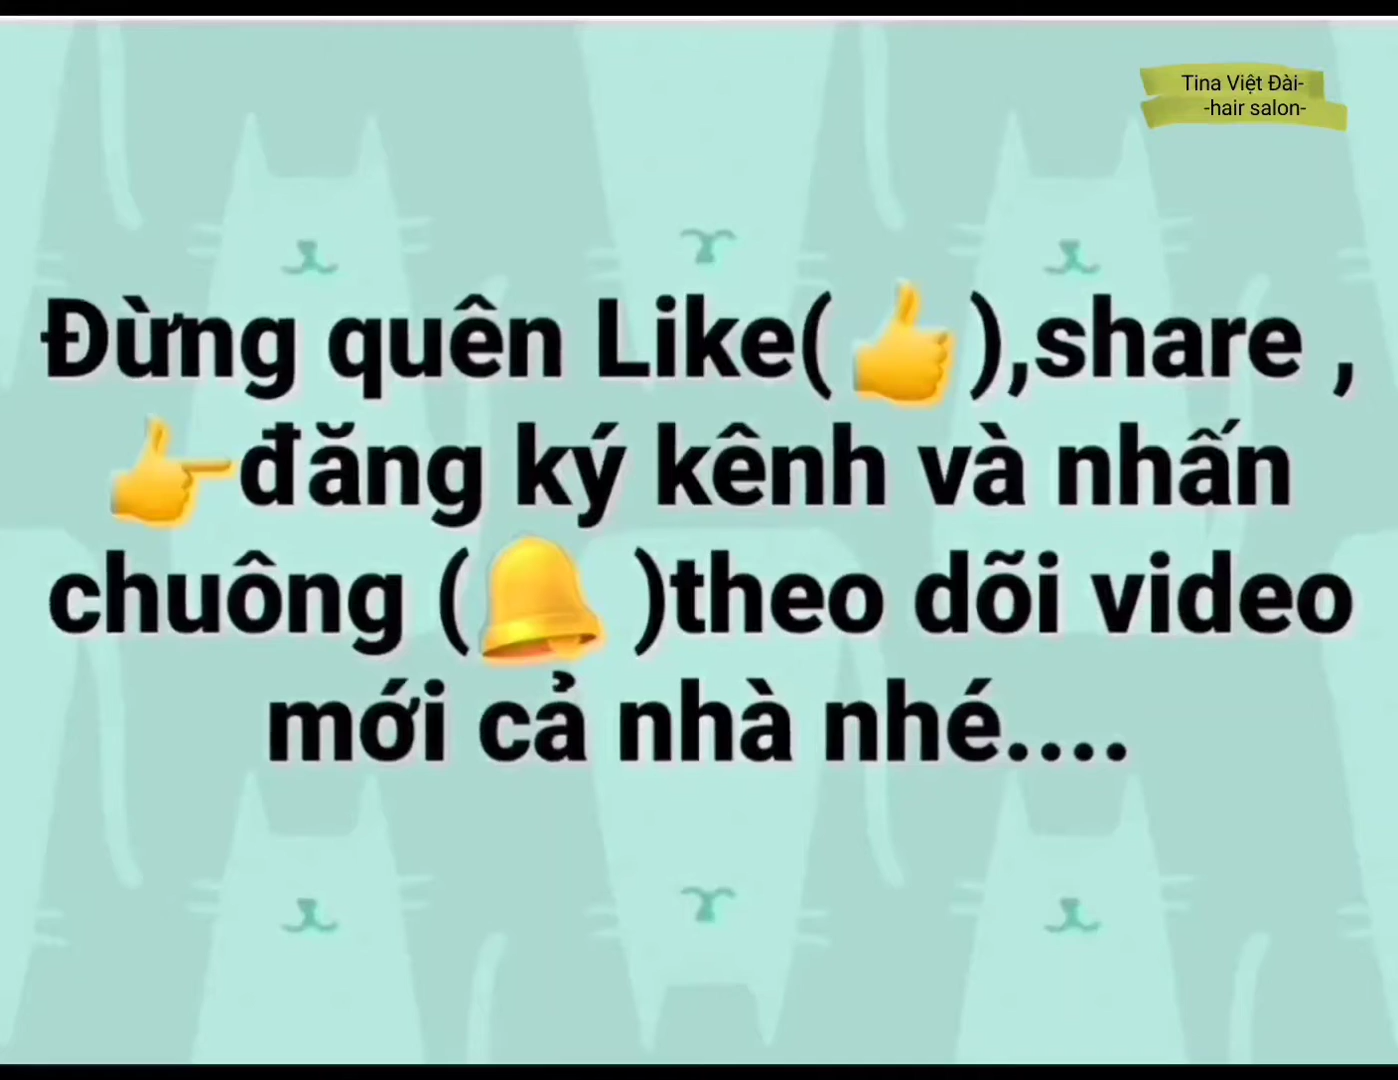 Tina Việt Đài-
-hair salon-
Đừng quên Like(👍),share ,
👉đăng ký kênh và nhấn
chuông (🔔 )theo dõi video
mới cả nhà nhé....